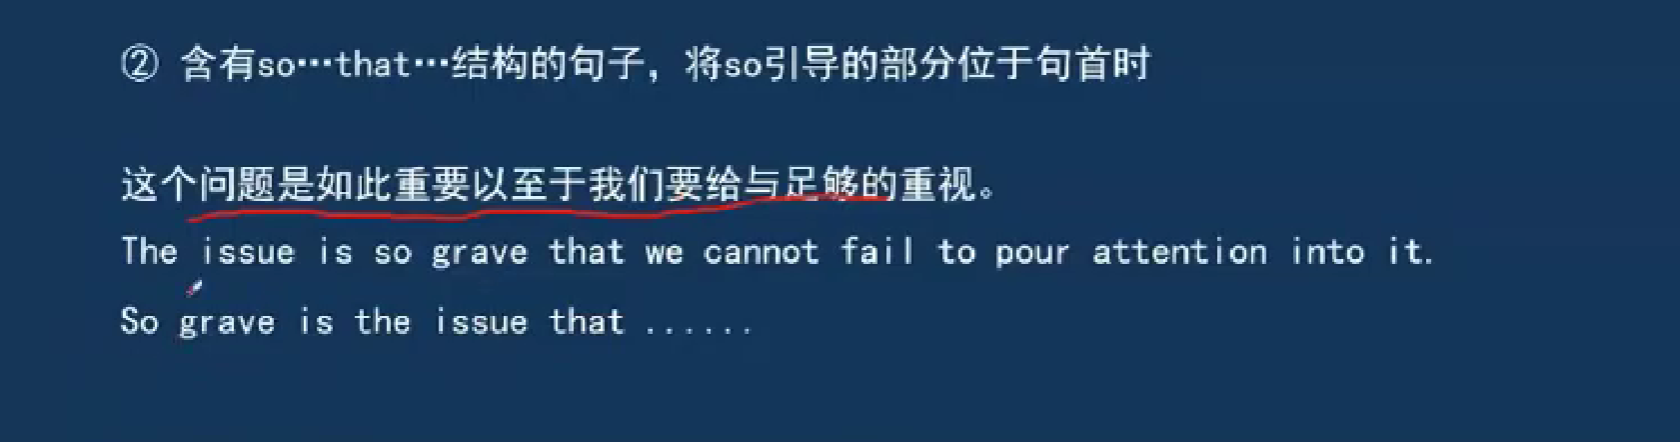 ② 含有so…that…结构的句子，将so引导的部分位于句首时
这个问题是如此重要以至于我们要给与足够的重视。
The issue is so grave that we cannot fail to pour attention into it.
So grave is the issue that ......